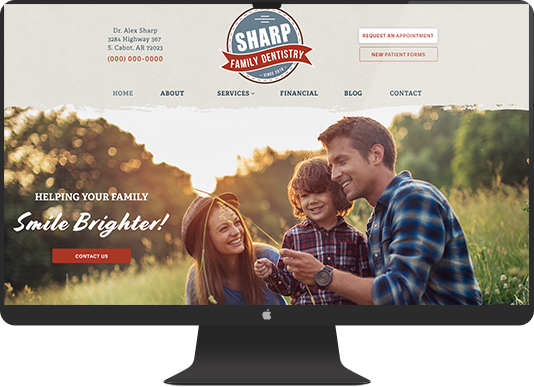 Dr. Alex Sharp
3284 Highway 367
S. Cabot, AR 72023
(000) 000-0000
SHARP
FAMILY DENTISTRY
SINCE 2018
REQUEST AN APPOINTMENT
NEW PATIENT FORMS
HOME ABOUT SERVICES FINANCIAL BLOG CONTACT
HELPING YOUR FAMILY
Smile Brighter!
CONTACT US